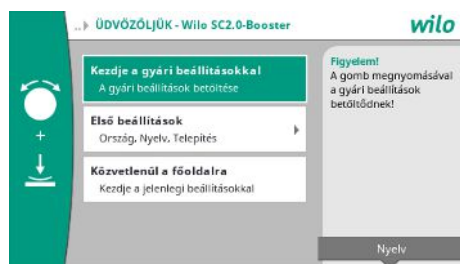 ÜDVÖZÖLJÜK - Wilo SC2.0-Booster
wilo
Kezdje a gyári beállításokkal
A gyári beállítások betöltése
Első beállítások
Ország, Nyelv, Telepítés
Közvetlenül a főoldalra
Kezdje a jelenlegi beállításokkal
Figyelem!
A gomb megnyomásával
a gyári beállítások
betöltődnek!
+
Nyelv